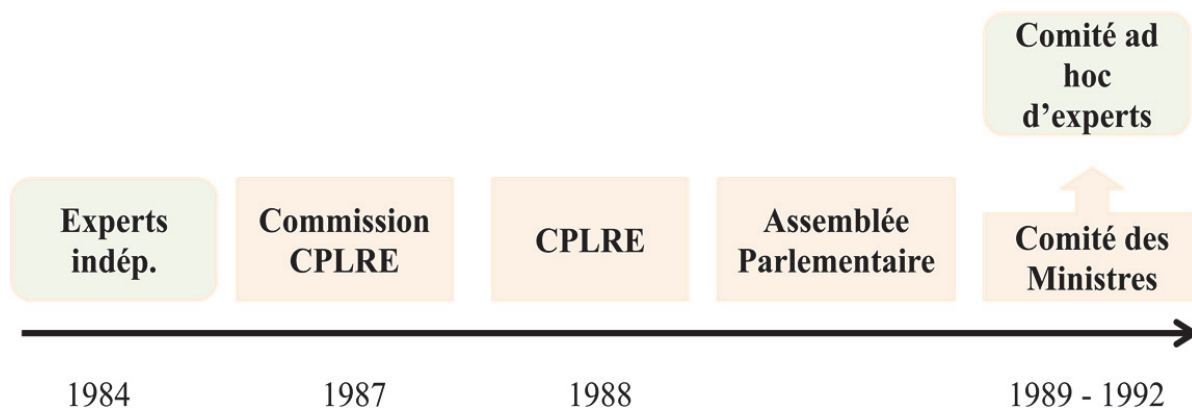 Comité ad
hoc
d’experts
Experts
indép.
Commission
CPLRE
CPLRE
Assemblée
Parlementaire
Comité des
Ministres
1984
1987
1988
1989 - 1992